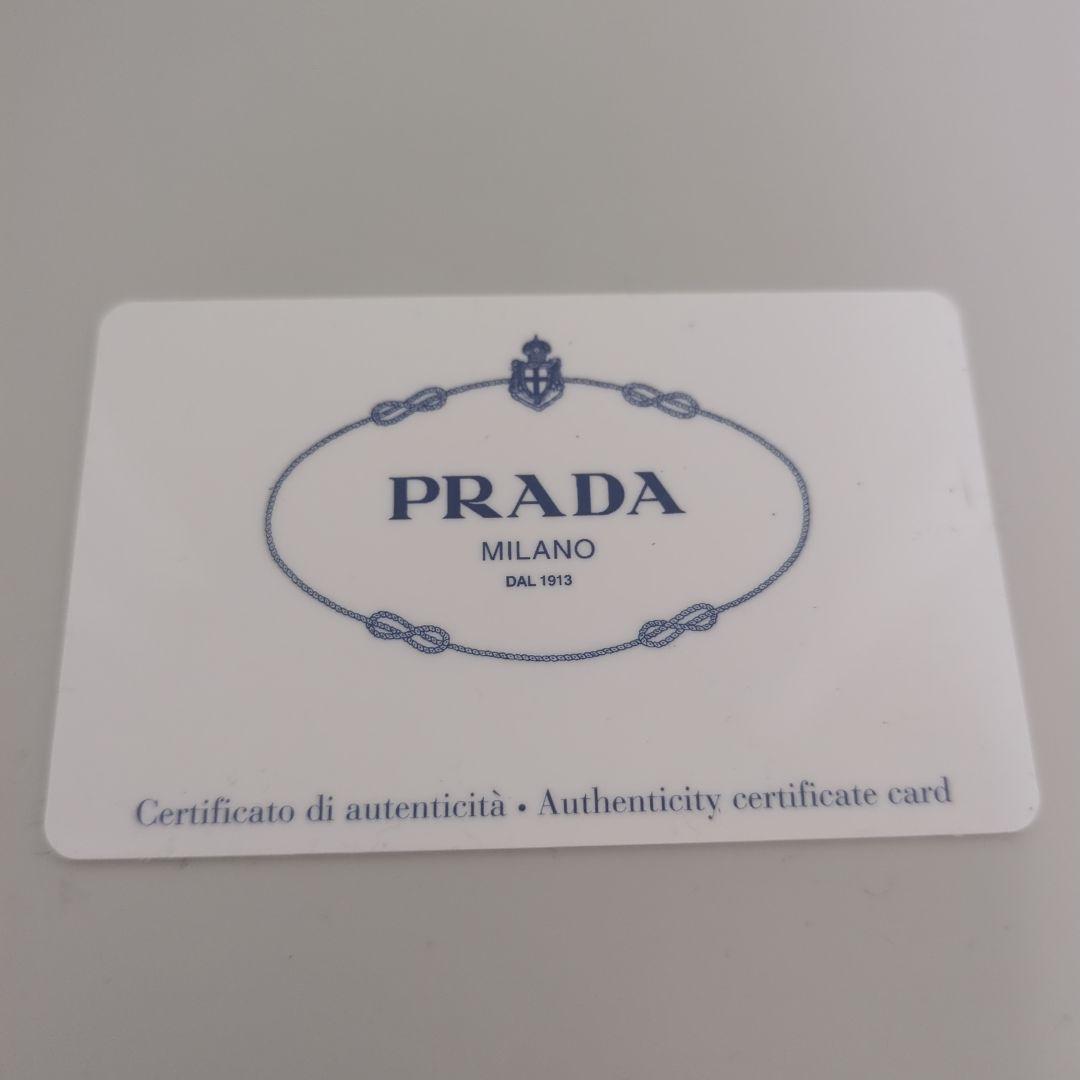 PRADA
MILANO
DAL 1913
Certificato di autenticità • Authenticity certificate card